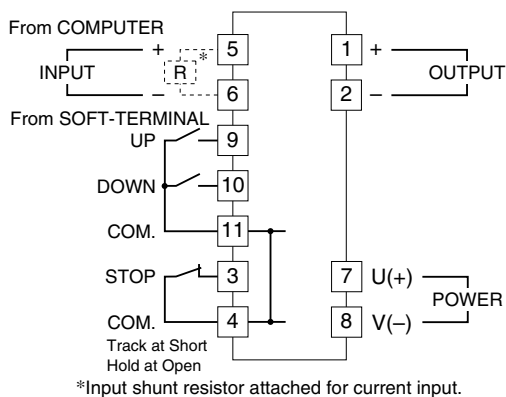 From COMPUTER
+ * 5 1 +
INPUT R OUTPUT
– 6 2 –
From SOFT-TERMINAL
UP 9
DOWN 10
COM. 11
STOP 3 7 U(+)
POWER
COM. 4 8 V(–)
Track at Short
Hold at Open
*Input shunt resistor attached for current input.